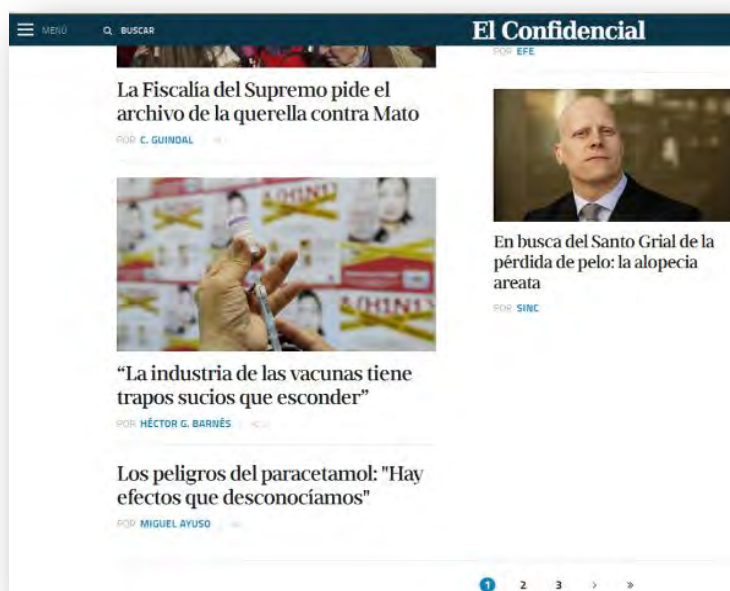 MENÚ
BUSCAR
El Confidencial
La Fiscalía del Supremo pide el
archivo de la querella contra Mato
POR C. GUINDAL
A(H1N1)
A(H1N1)
“La industria de las vacunas tiene
trapos sucios que esconder”
POR HÉCTOR G. BARNÉS
Los peligros del paracetamol: "Hay
efectos que desconocíamos"
POR MIGUEL AYUSO
POR EFE
En busca del Santo Grial de la
pérdida de pelo: la alopecia
areata
POR SINC
1 2 3 > »